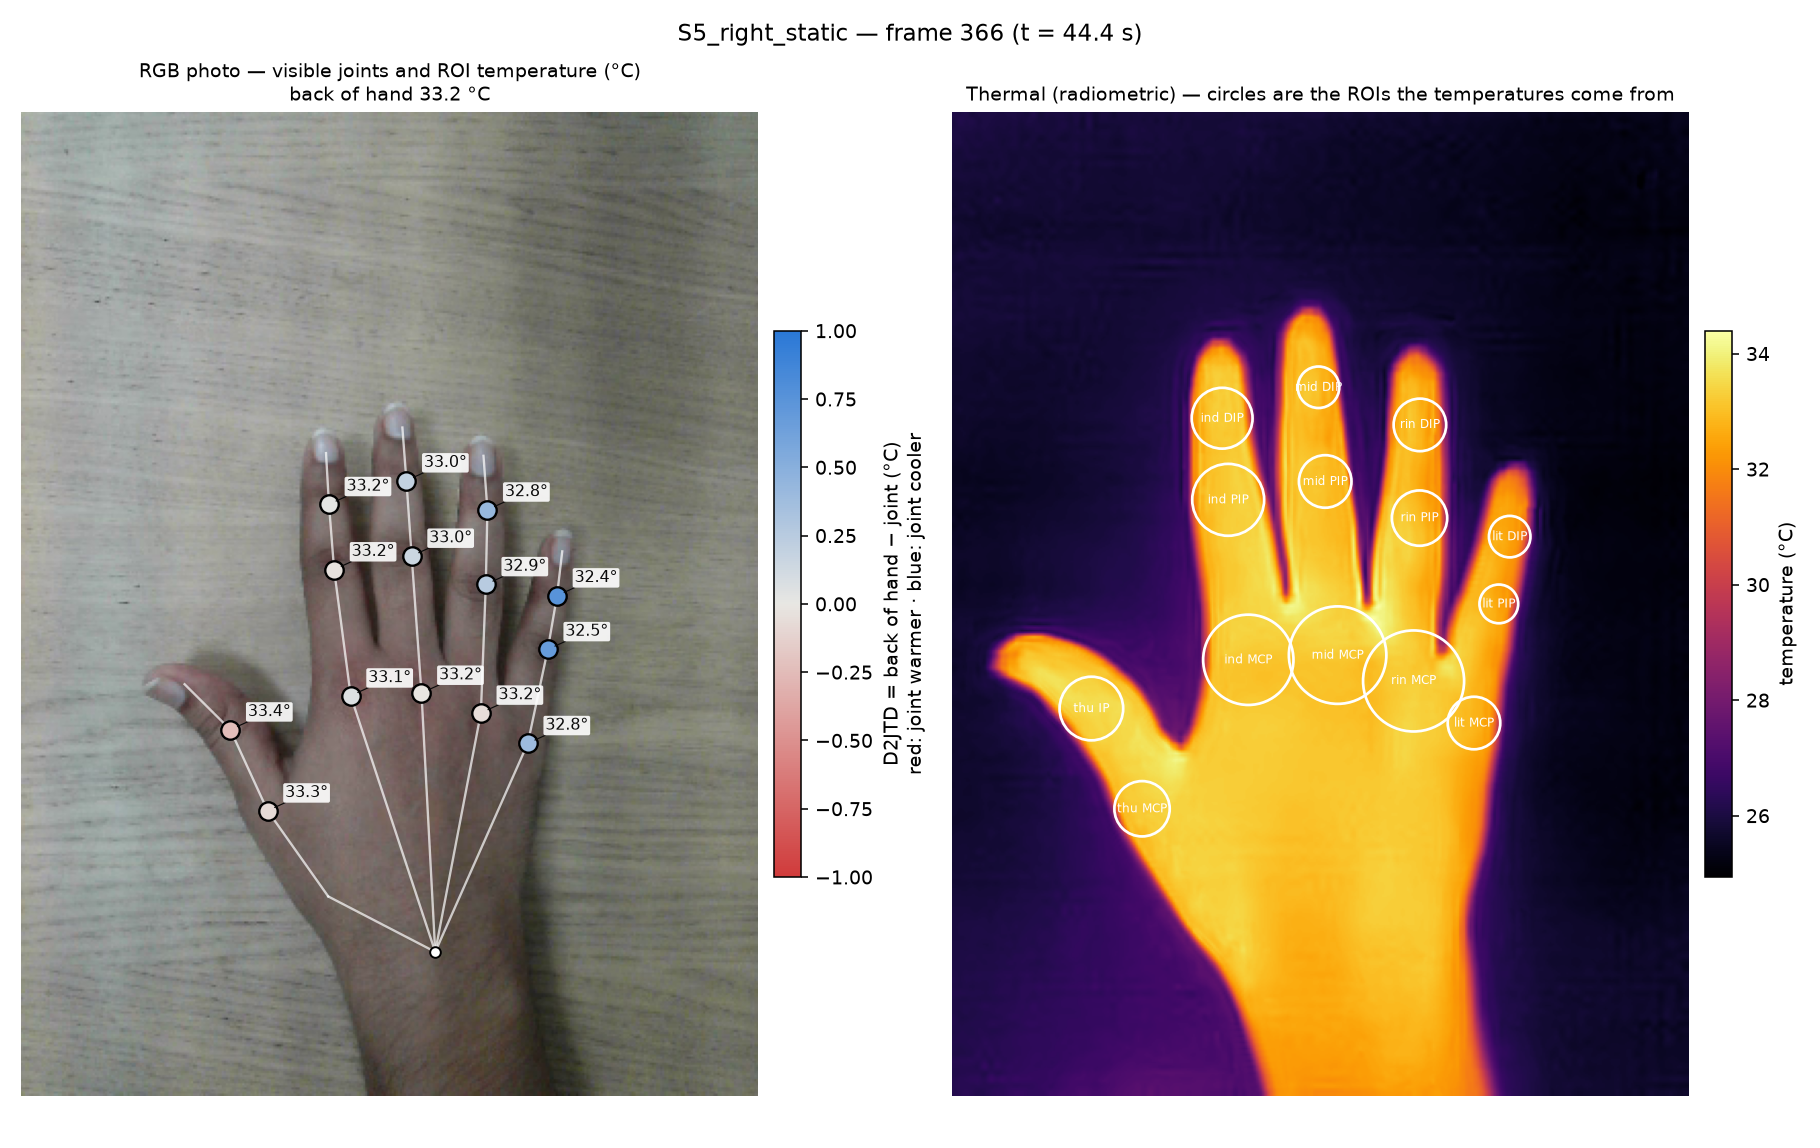 S5_right_static — frame 366 (t = 44.4 s)
RGB photo — visible joints and ROI temperature (°C)
back of hand 33.2 °C
33.0°
33.2°
32.8°
33.0°
33.2°
32.9°
32.4°
32.5°
33.1°
33.2°
33.2°
33.4°
32.8°
33.3°
1.00
0.75
0.50
0.25
0.00
−0.25
−0.50
−0.75
−1.00
D2JTD = back of hand − joint (°C)
red: joint warmer · blue: joint cooler
Thermal (radiometric) — circles are the ROIs the temperatures come from
mid DIP
ind DIP
rin DIP
mid PIP
ind PIP
rin PIP
lit DIP
lit PIP
mid MCP
ind MCP
rin MCP
thu IP
lit MCP
thu MCP
34
32
30
28
26
temperature (°C)